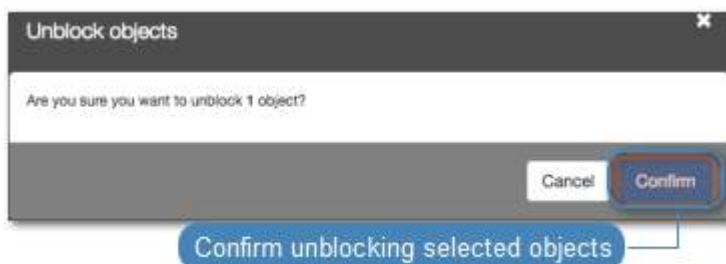 Unblock objects
Are you sure you want to unblock 1 object?
Cancel Confirm
Confirm unblocking selected objects